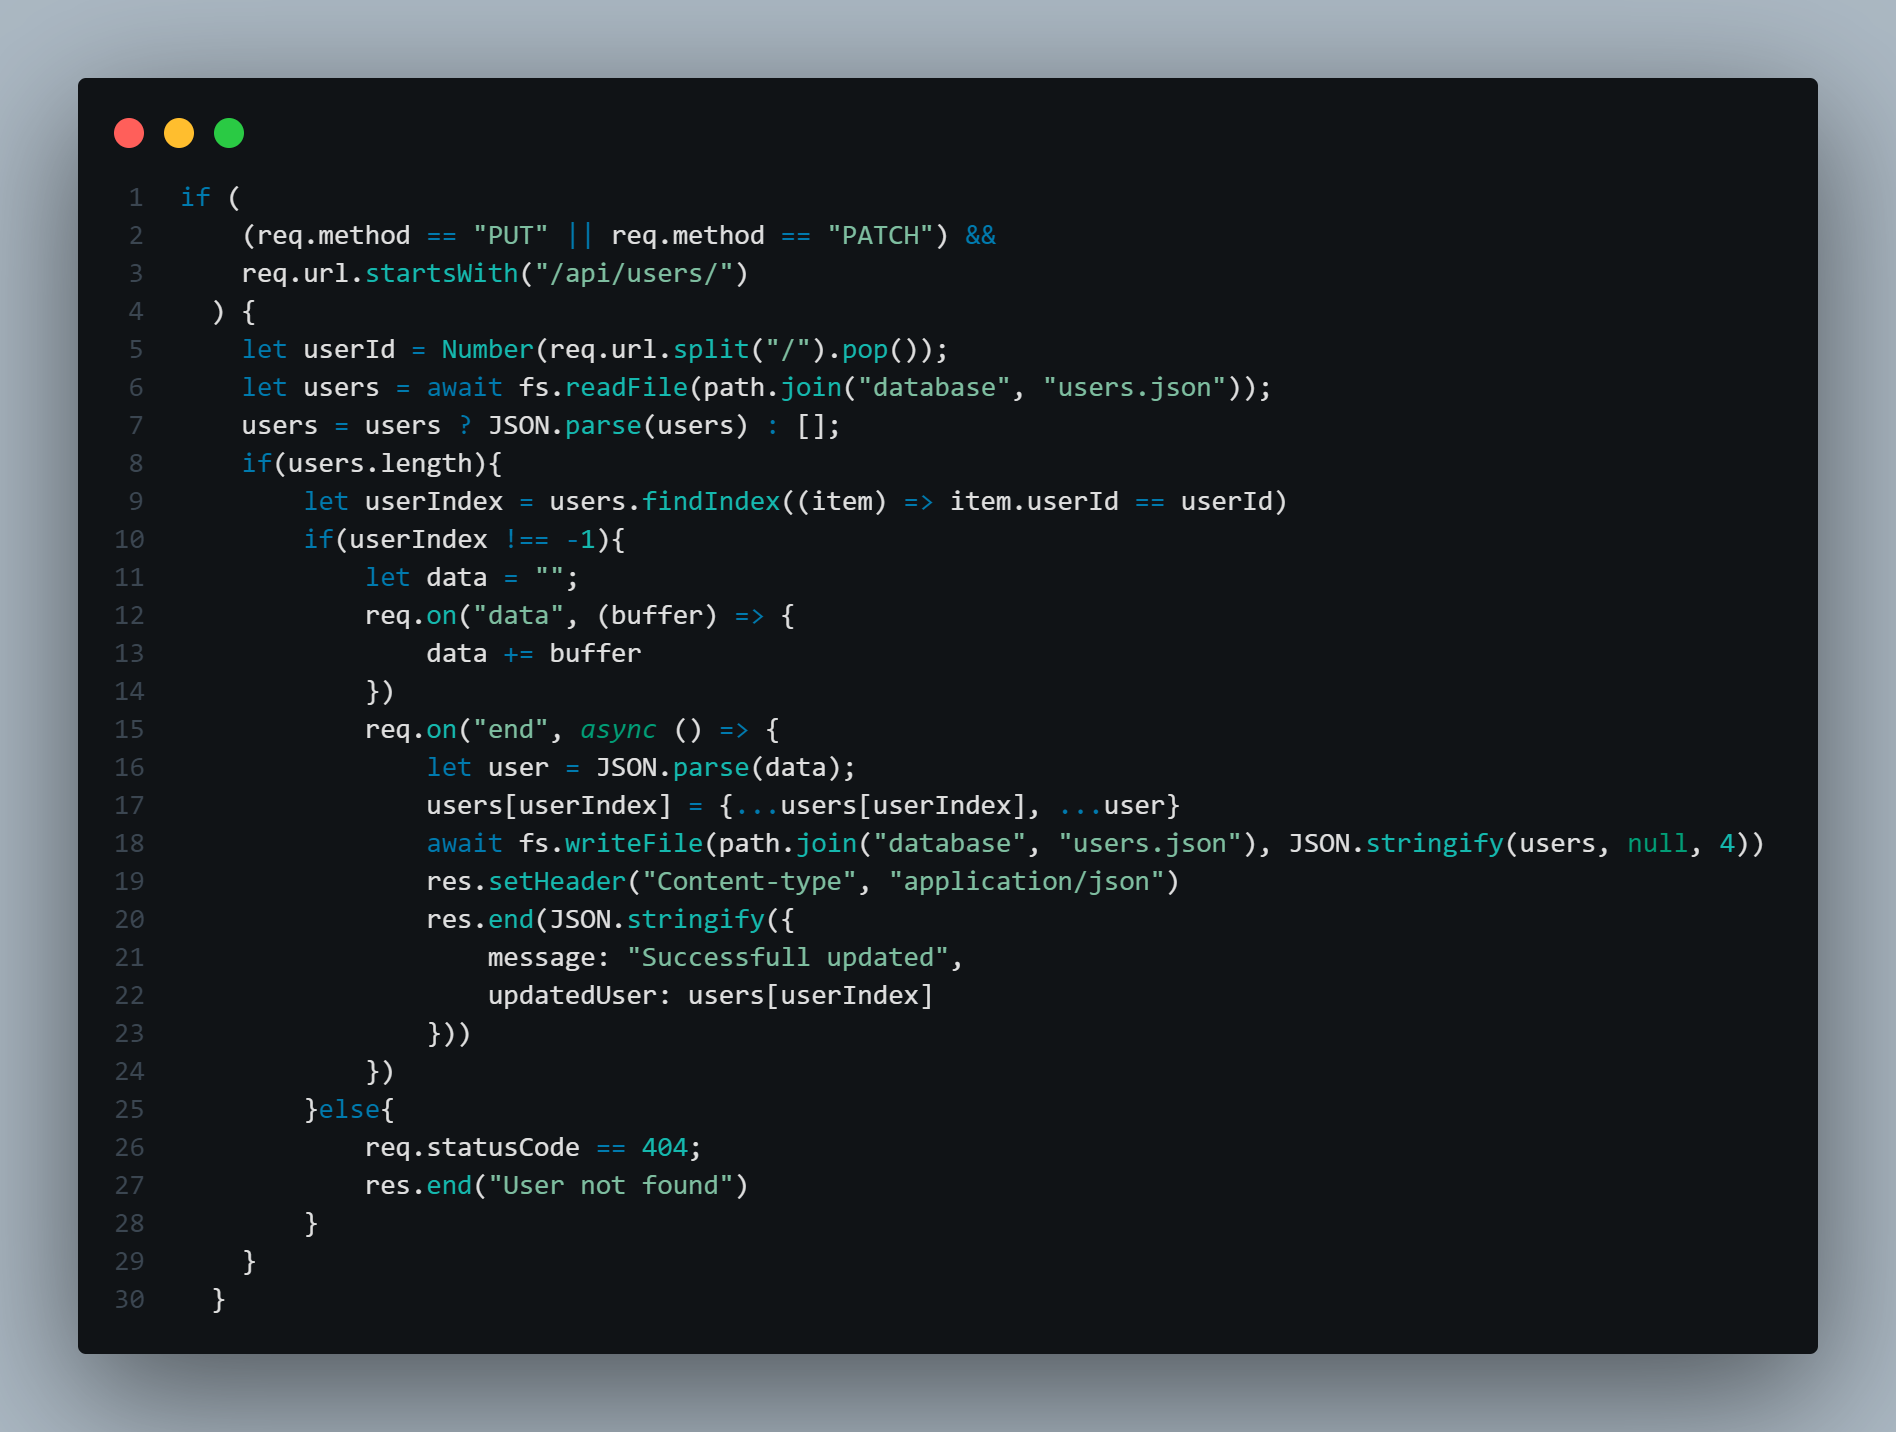 1 if (
2 (req.method == "PUT" || req.method == "PATCH") &&
3 req.url.startsWith("/api/users/")
4 ) {
5 let userId = Number(req.url.split("/").pop());
6 let users = await fs.readFile(path.join("database", "users.json"));
7 users = users ? JSON.parse(users) : [];
8 if(users.length){
9 let userIndex = users.findIndex((item) => item.userId == userId)
10 if(userIndex !== -1){
11 let data = "";
12 req.on("data", (buffer) => {
13 data += buffer
14 })
15 req.on("end", async () => {
16 let user = JSON.parse(data);
17 users[userIndex] = {...users[userIndex], ...user}
18 await fs.writeFile(path.join("database", "users.json"), JSON.stringify(users, null, 4))
19 res.setHeader("Content-type", "application/json")
20 res.end(JSON.stringify({
21 message: "Successfull updated",
22 updatedUser: users[userIndex]
23 }))
24 })
25 }else{
26 req.statusCode == 404;
27 res.end("User not found")
28 }
29 }
30 }